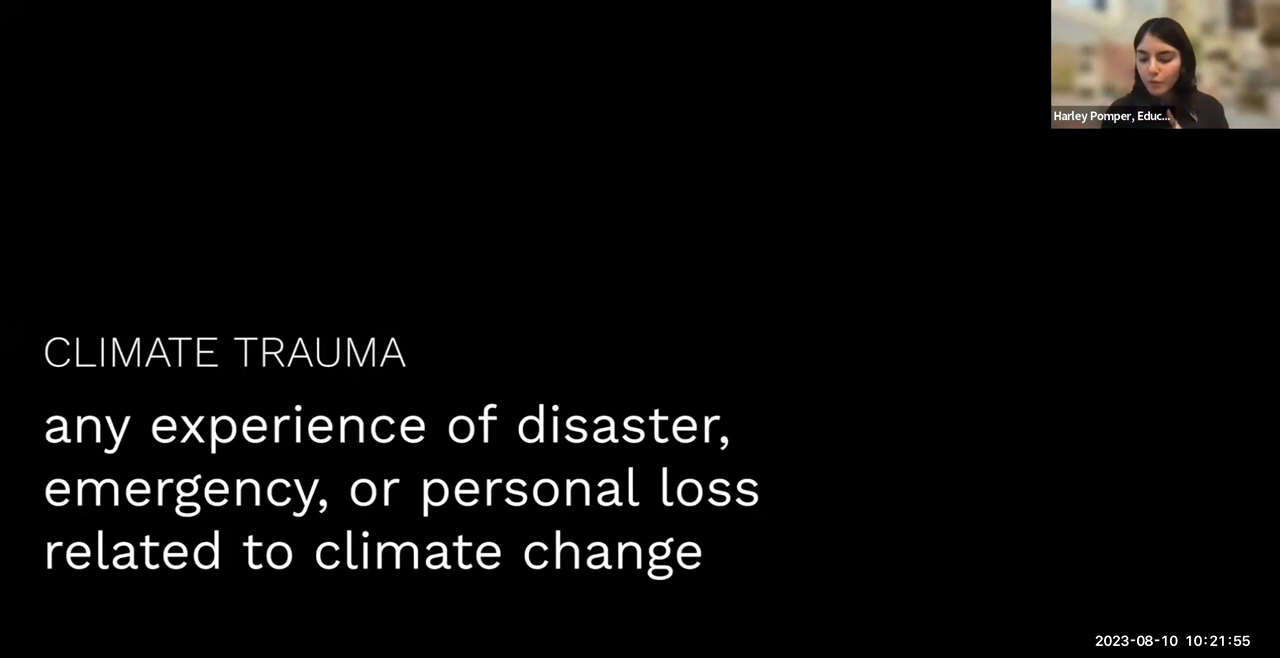 Harley Pomper, Educ...
CLIMATE TRAUMA
any experience of disaster,
emergency, or personal loss
related to climate change
2023-08-10 10:21:55